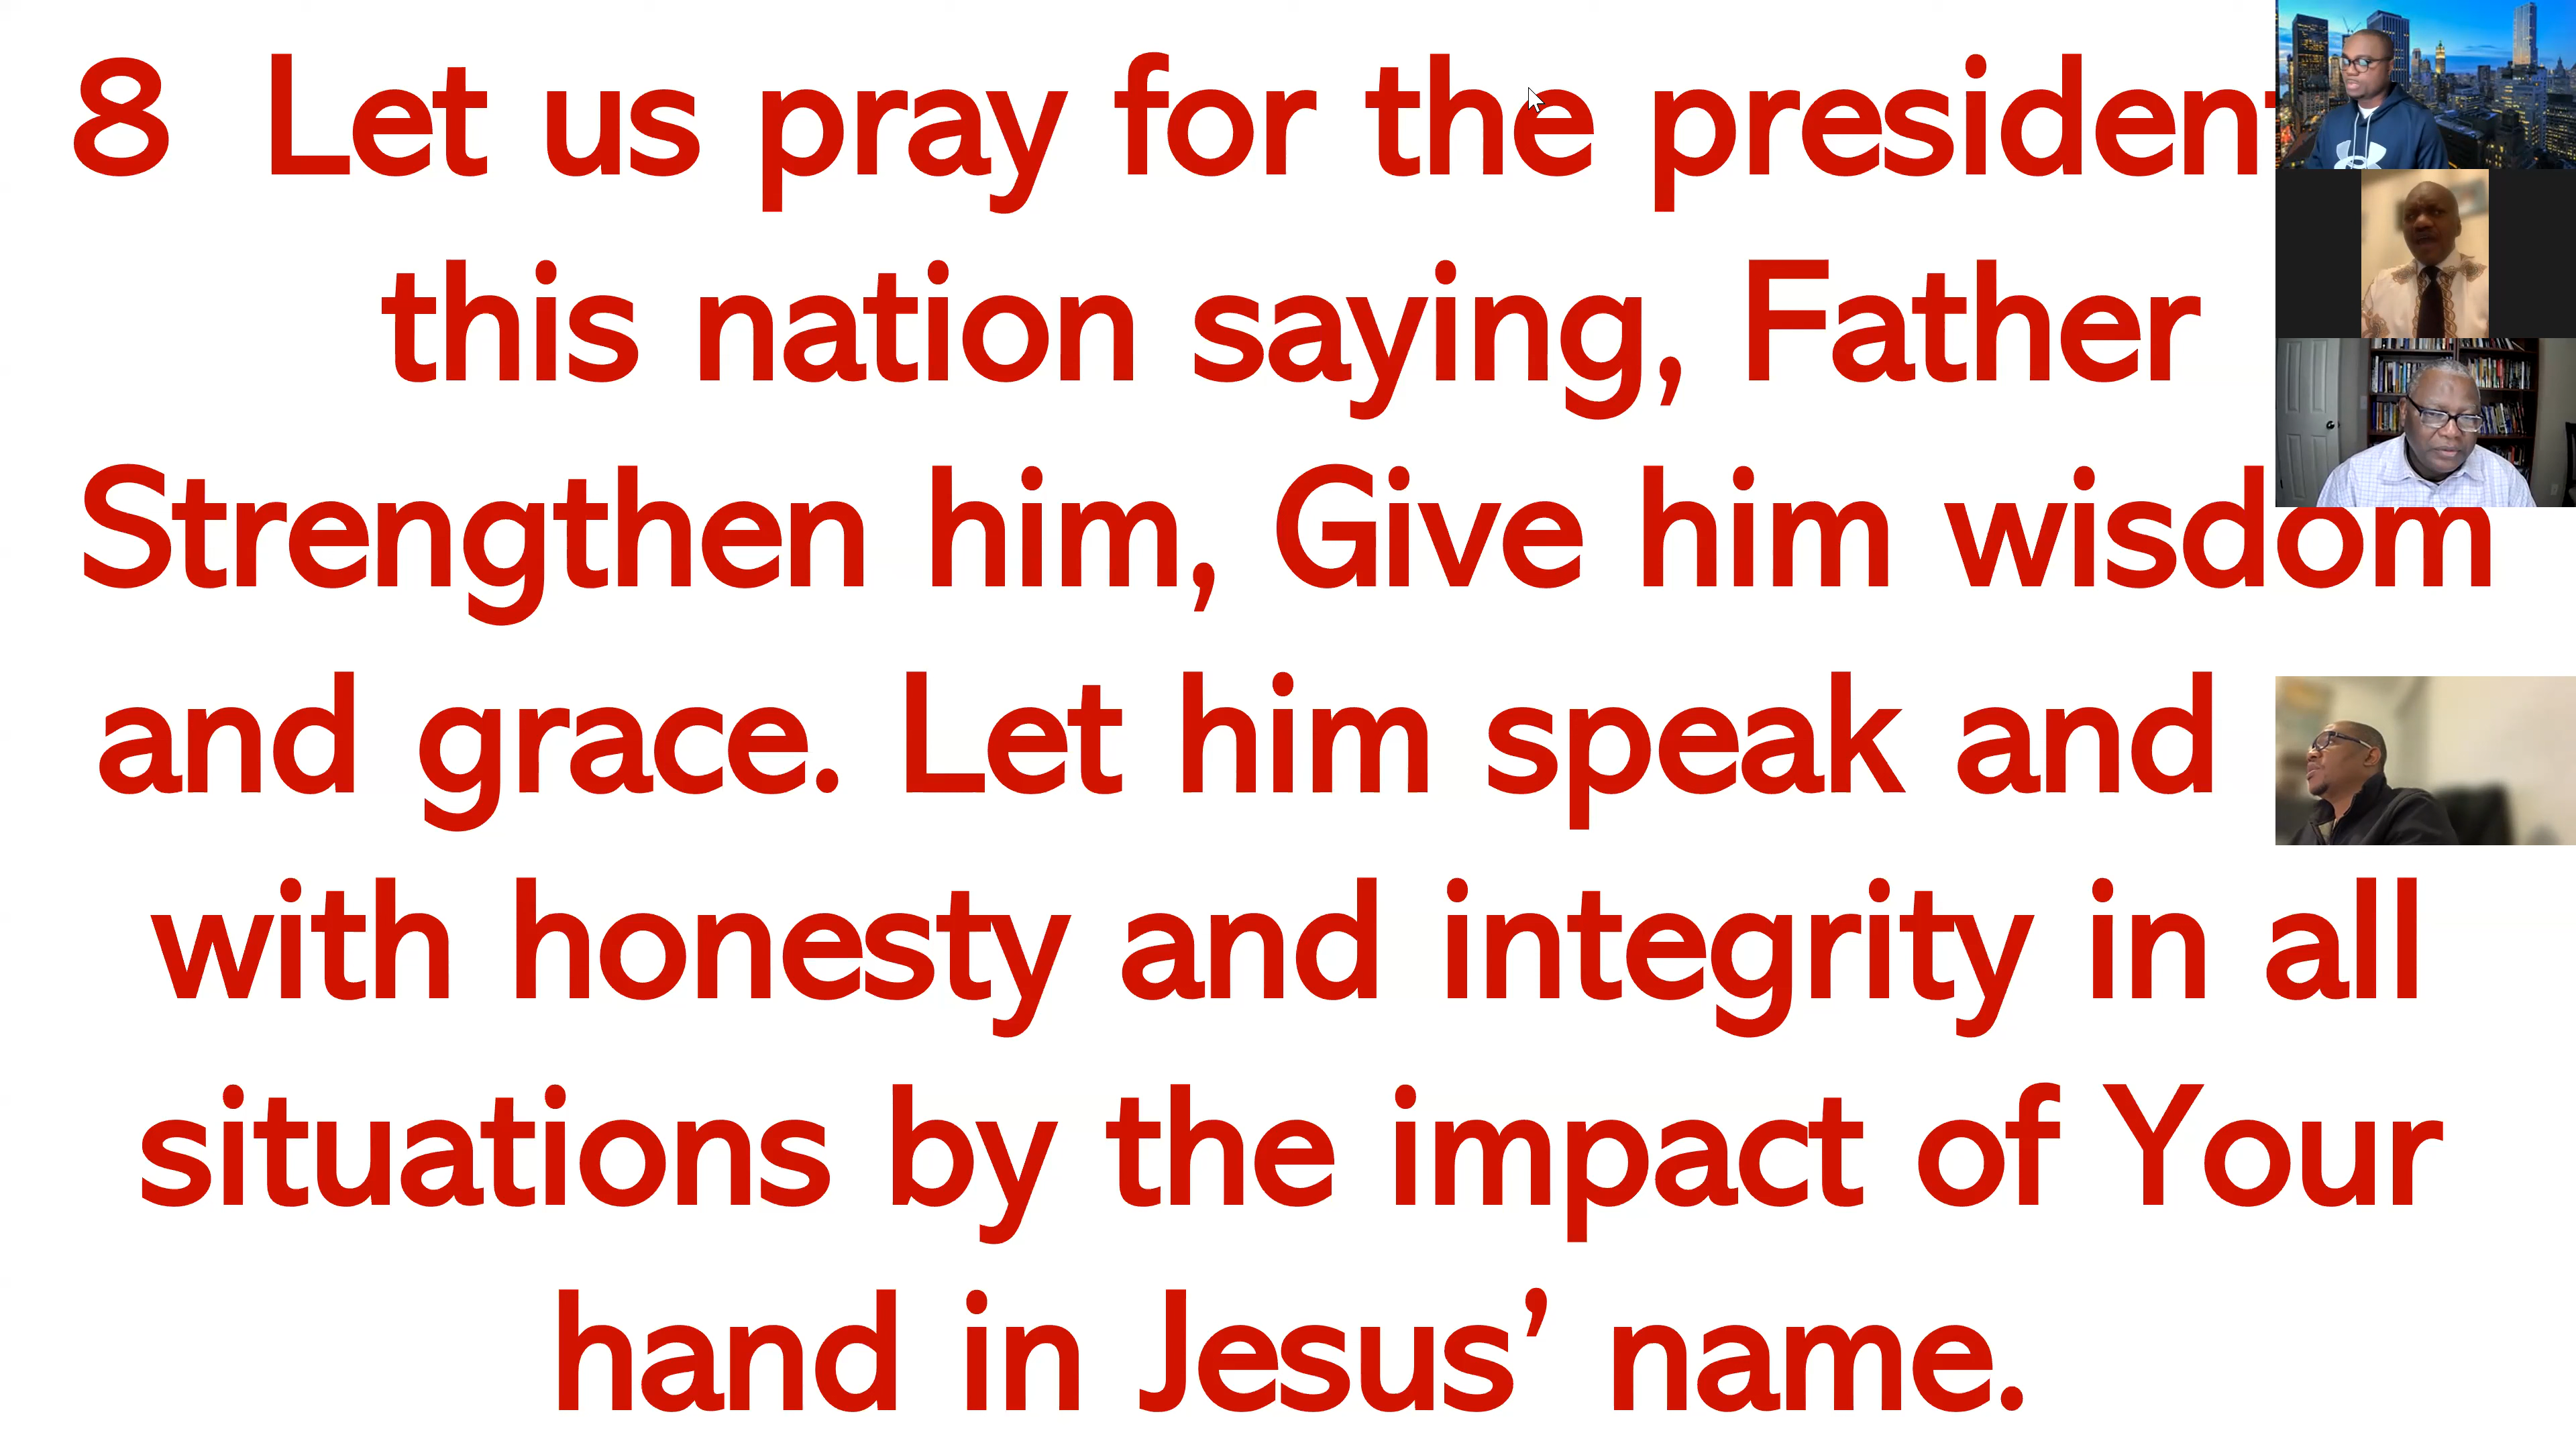 8 Let us pray for the president
this nation saying, Father
Strengthen him, Give him wisdom
and grace. Let him speak and
with honesty and integrity in all
situations by the impact of Your
hand in Jesus’ name.